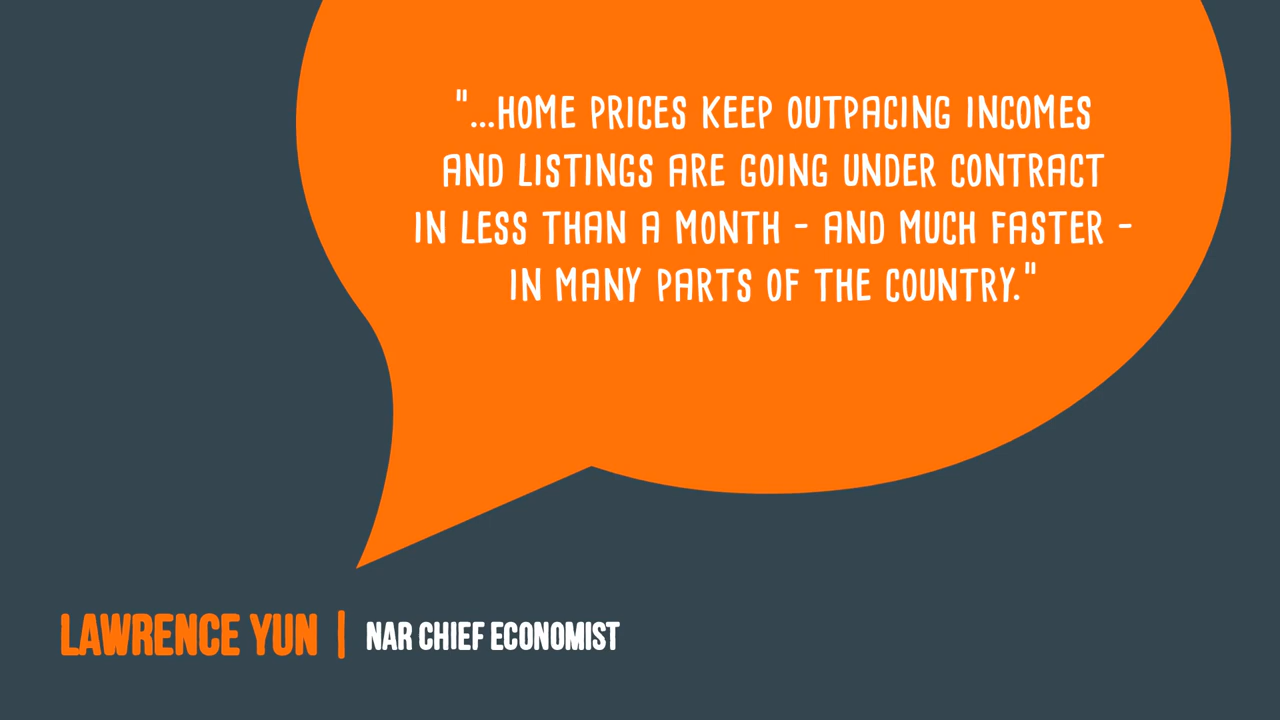 "...HOME PRICES KEEP OUTPACING INCOMES
AND LISTINGS ARE GOING UNDER CONTRACT
IN LESS THAN A MONTH - AND MUCH FASTER -
IN MANY PARTS OF THE COUNTRY."
LAWRENCE YUN | NAR CHIEF ECONOMIST